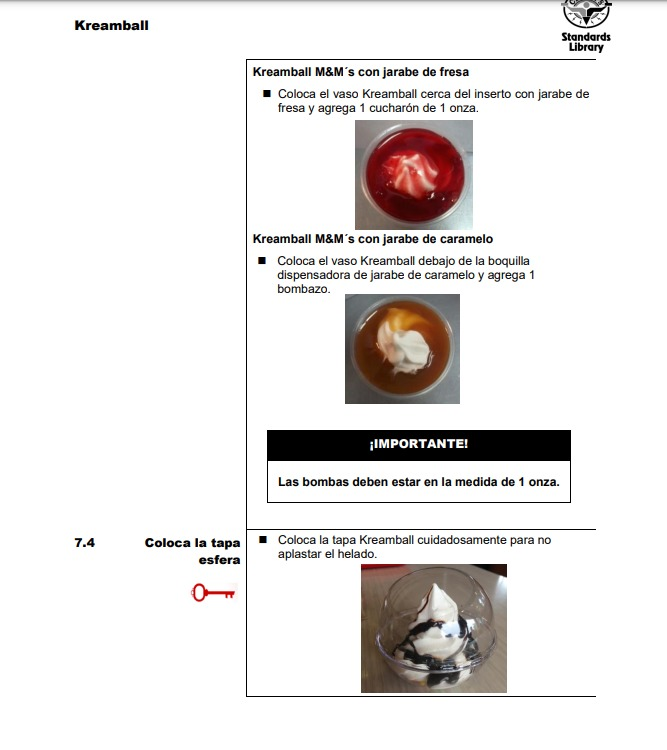 Kreamball
Standards
Library
Kreamball M&M´s con jarabe de fresa
■ Coloca el vaso Kreamball cerca del inserto con jarabe de
fresa y agrega 1 cucharón de 1 onza.
Kreamball M&M´s con jarabe de caramelo
■ Coloca el vaso Kreamball debajo de la boquilla
dispensadora de jarabe de caramelo y agrega 1
bombazo.
¡IMPORTANTE!
Las bombas deben estar en la medida de 1 onza.
7.4 Coloca la tapa
esfera
■ Coloca la tapa Kreamball cuidadosamente para no
aplastar el helado.